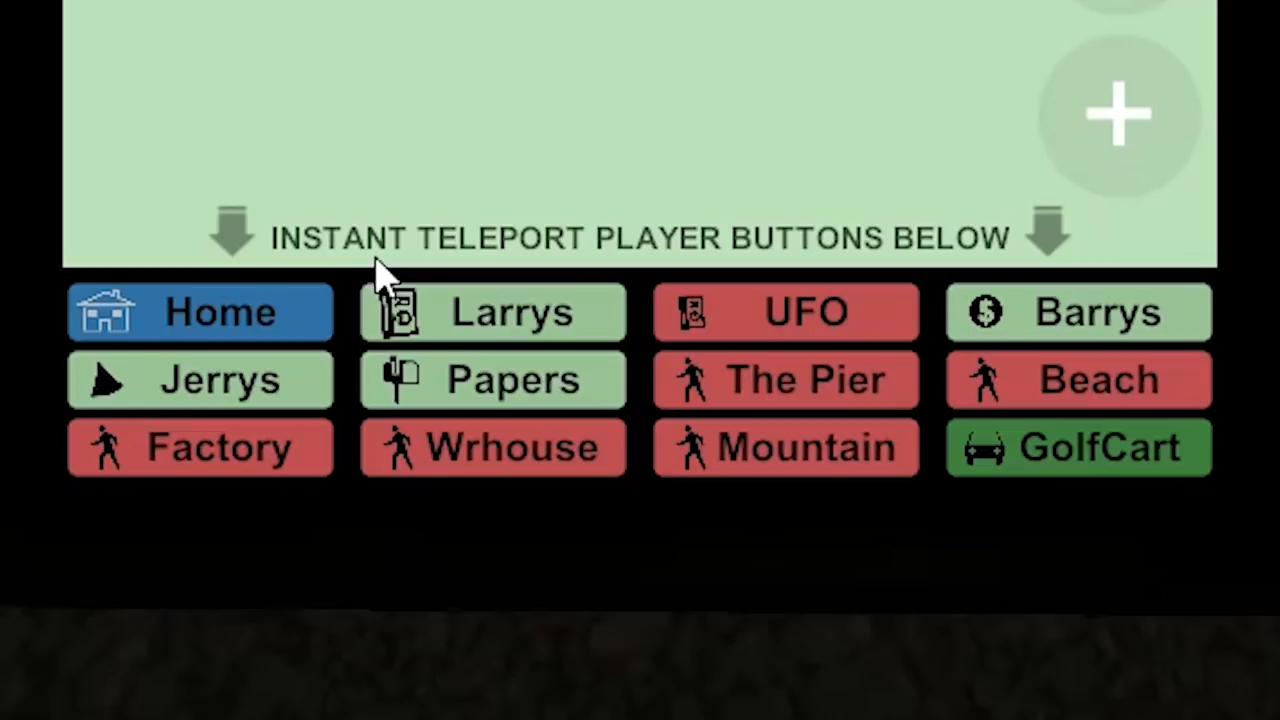 INSTANT TELEPORT PLAYER BUTTONS BELOW
Home Larrys UFO Barrys
Jerrys Papers The Pier Beach
Factory Wrhouse Mountain GolfCart